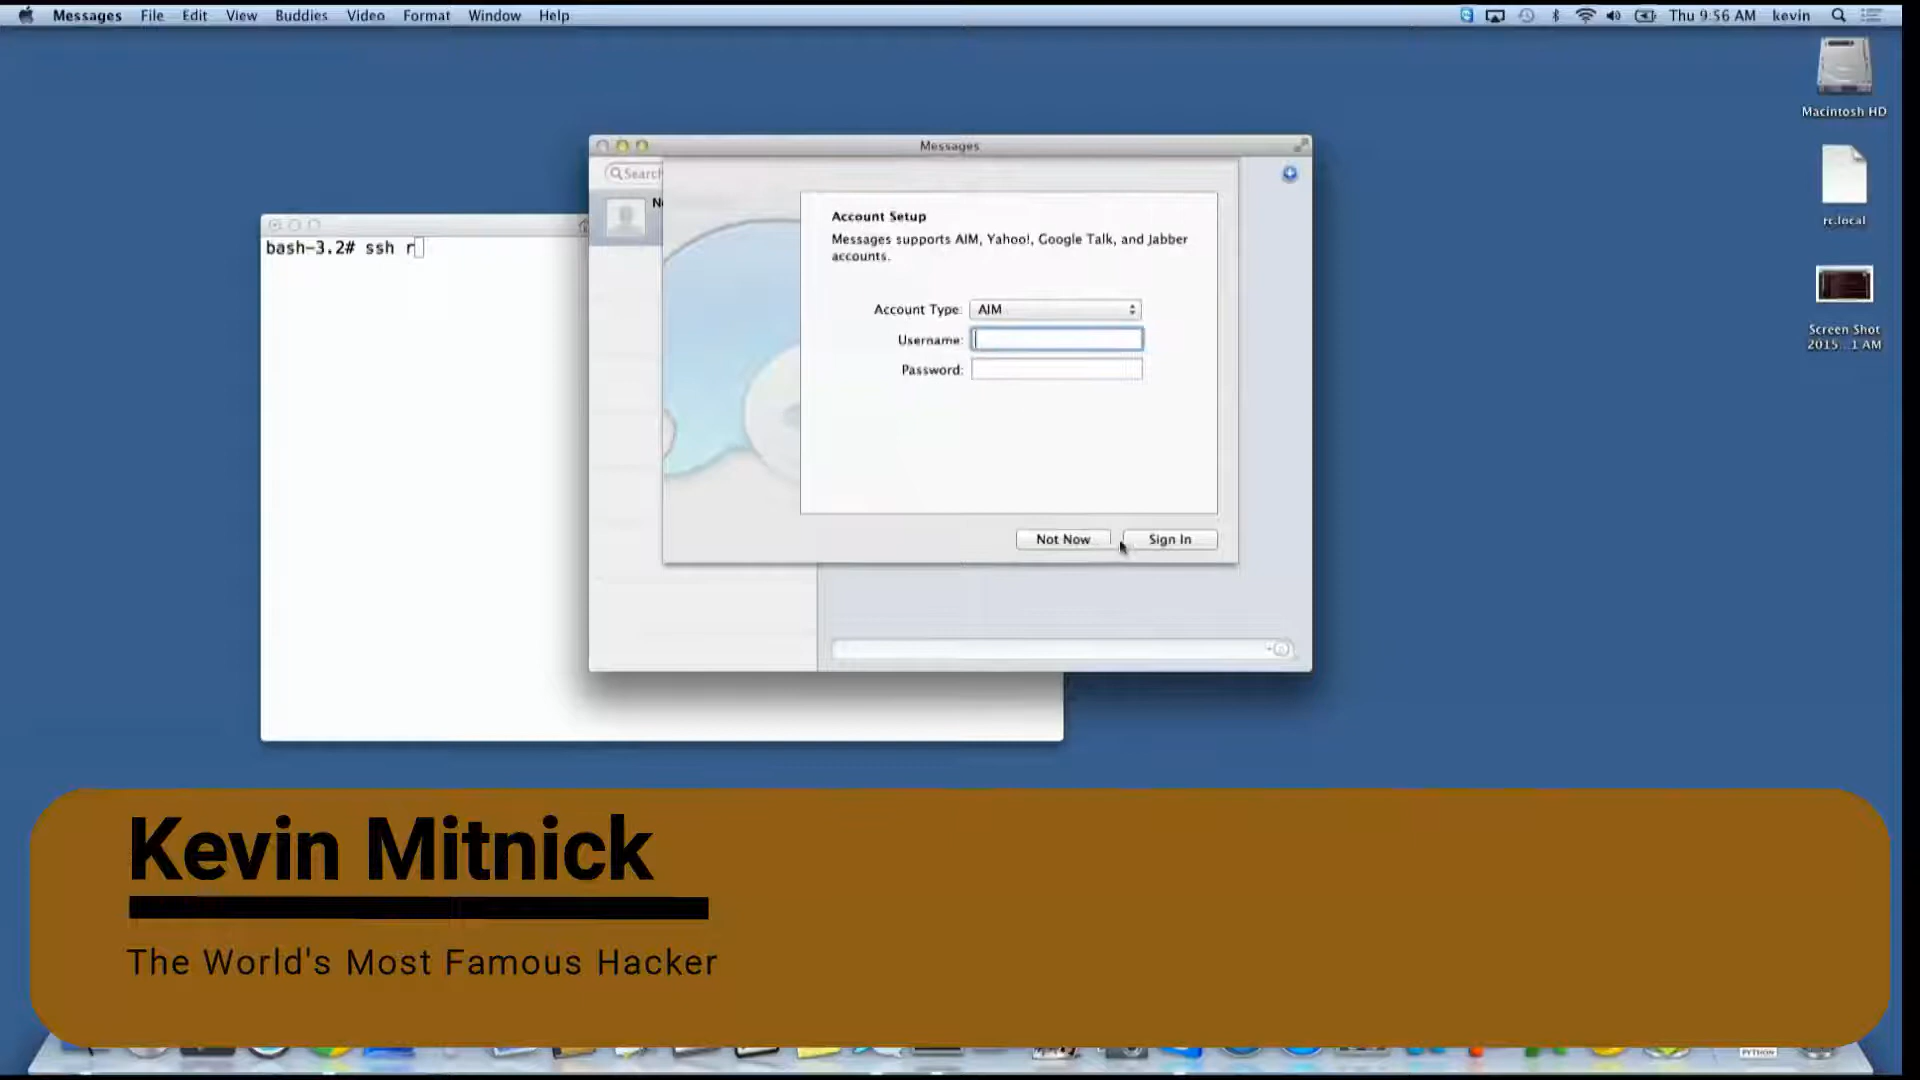 Messages File Edit View Buddies Video Format Window Help
Thu 9:56 AM kevin
Macintosh HD
rc.local
Screen Shot
2015...1 AM
Messages
Search
bash-3.2# ssh r
Account Setup
Messages supports AIM, Yahoo!, Google Talk, and Jabber
accounts.
Account Type: AIM
Username:
Password:
Not Now
Sign In
Kevin Mitnick
The World's Most Famous Hacker
PYTHON